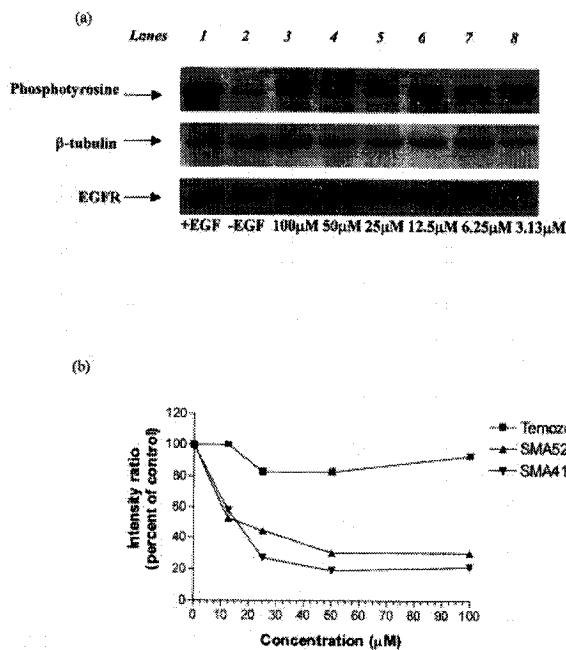 (a)
Lanes 1 2 3 4 5 6 7 8
Phosphotyrosine
β-tubulin
EGFR
+EGF -EGF 100μM 50μM 25μM 12.5μM 6.25μM 3.13μM
(b)
120
100
80
60
40
20
0
Intensity ratio
(percent of control)
0 10 20 30 40 50 60 70 80 90 100
Concentration (μM)
Temoz
SMA52
SMA41